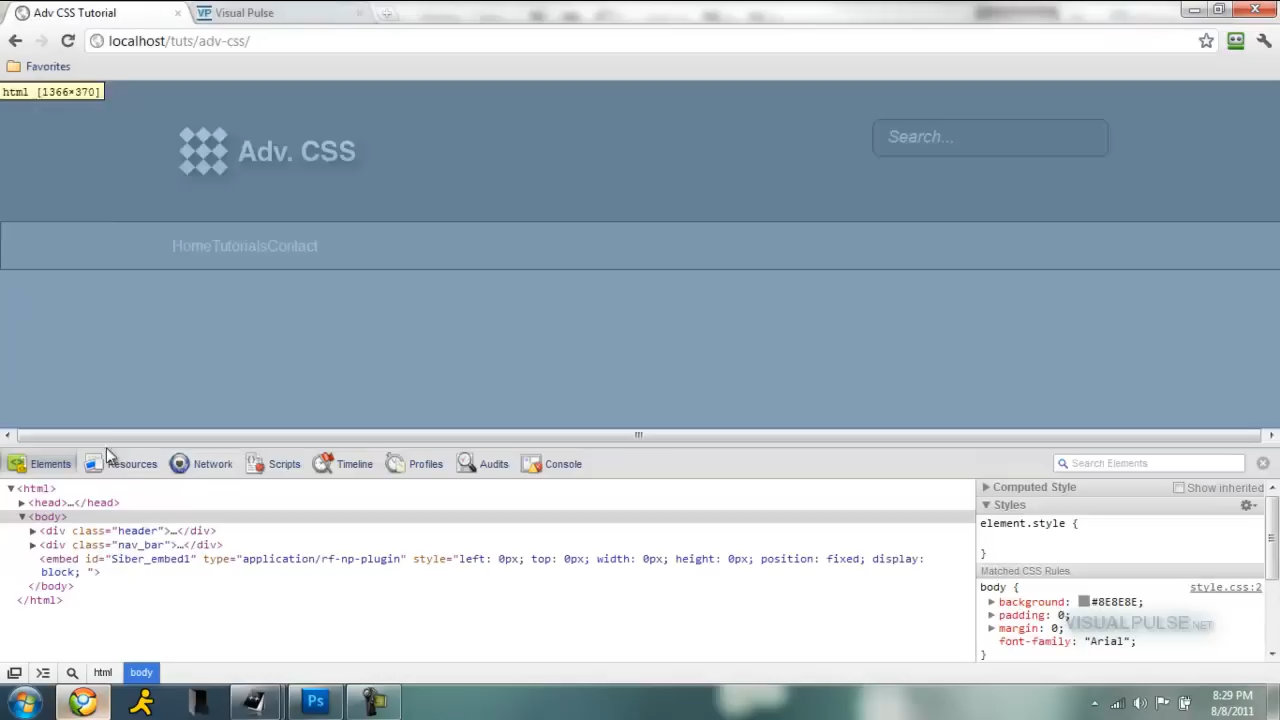 Adv CSS Tutorial
VP Visual Pulse
localhost/tuts/adv-css/
Favorites
html [1366×370]
Adv. CSS
Search...
HomeTutorialsContact
Elements Resources Network Scripts Timeline Profiles Audits Console Search Elements
<html>
<head>…</head>
<body>
<div class="header">…</div>
<div class="nav_bar">…</div>
<embed id="Siber_embed1" type="application/rf-np-plugin" style="left: 0px; top: 0px; width: 0px; height: 0px; position: fixed; display:
block; ">
</body>
</html>
Computed Style Show inherited
Styles
element.style {
}
Matched CSS Rules
body { style.css:2
background: #8E8E8E;
padding: 0;
margin: 0;
font-family: "Arial";
}
VISUALPULSE.NET
html body
Ps
8:29 PM
8/8/2011